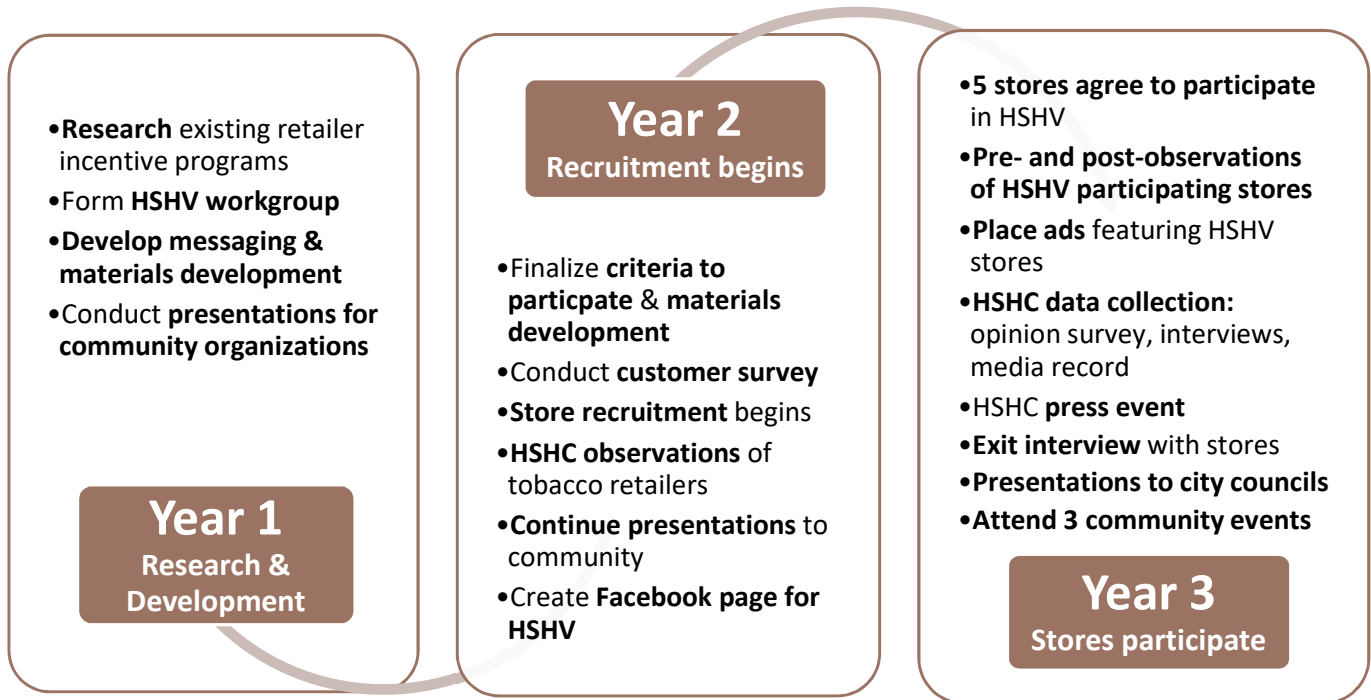 •Research existing retailer
incentive programs
•Form HSHV workgroup
•Develop messaging &
materials development
•Conduct presentations for
community organizations
Year 1
Research &
Development
Year 2
Recruitment begins
•Finalize criteria to
particpate & materials
development
•Conduct customer survey
•Store recruitment begins
•HSHC observations of
tobacco retailers
•Continue presentations to
community
•Create Facebook page for
HSHV
•5 stores agree to participate
in HSHV
•Pre- and post-observations
of HSHV participating stores
•Place ads featuring HSHV
stores
•HSHC data collection:
opinion survey, interviews,
media record
•HSHC press event
•Exit interview with stores
•Presentations to city councils
•Attend 3 community events
Year 3
Stores participate